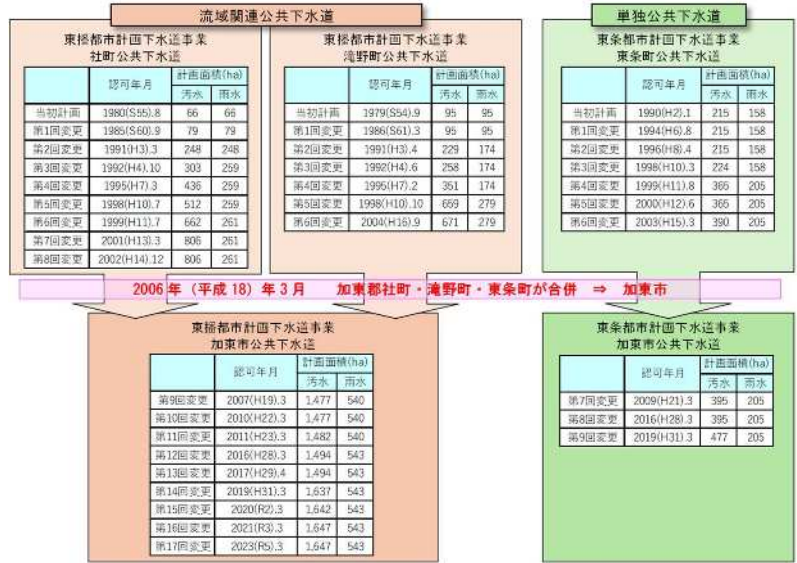 流域関連公共下水道
東播都市計画下水道事業
社町公共下水道
認可年月 計画面積(ha)
汚水 雨水
当初計画 1980(S55).8 66 66
第1回変更 1985(S60).9 79 79
第2回変更 1991(H3).3 248 248
第3回変更 1992(H4).10 303 259
第4回変更 1995(H7).3 436 259
第5回変更 1998(H10).7 512 259
第6回変更 1999(H11).7 662 261
第7回変更 2001(H13).3 806 261
第8回変更 2002(H14).12 806 261
東播都市計画下水道事業
滝野町公共下水道
認可年月 計画面積(ha)
汚水 雨水
当初計画 1979(S54).9 95 95
第1回変更 1986(S61).3 95 95
第2回変更 1991(H3).4 229 174
第3回変更 1992(H4).6 258 174
第4回変更 1995(H7).2 351 174
第5回変更 1998(H10).10 659 279
第6回変更 2004(H16).9 671 279
単独公共下水道
東条都市計画下水道事業
東条町公共下水道
認可年月 計画面積(ha)
汚水 雨水
当初計画 1990(H2).1 215 158
第1回変更 1994(H6).8 215 158
第2回変更 1996(H8).4 215 158
第3回変更 1998(H10).3 224 158
第4回変更 1999(H11).8 365 205
第5回変更 2000(H12).6 365 205
第6回変更 2003(H15).3 390 205
2006年（平成18）年3月 加東郡社町・滝野町・東条町が合併 ⇒ 加東市
東播都市計画下水道事業
加東市公共下水道
認可年月 計画面積(ha)
汚水 雨水
第9回変更 2007(H19).3 1,477 540
第10回変更 2010(H22).3 1,477 540
第11回変更 2011(H23).3 1,482 540
第12回変更 2016(H28).3 1,494 543
第13回変更 2017(H29).4 1,494 543
第14回変更 2019(H31).3 1,637 543
第15回変更 2020(R2).3 1,642 543
第16回変更 2021(R3).3 1,647 543
第17回変更 2023(R5).3 1,647 543
東条都市計画下水道事業
加東市公共下水道
認可年月 計画面積(ha)
汚水 雨水
第7回変更 2009(H21).3 395 205
第8回変更 2016(H28).3 395 205
第9回変更 2019(H31).3 477 205